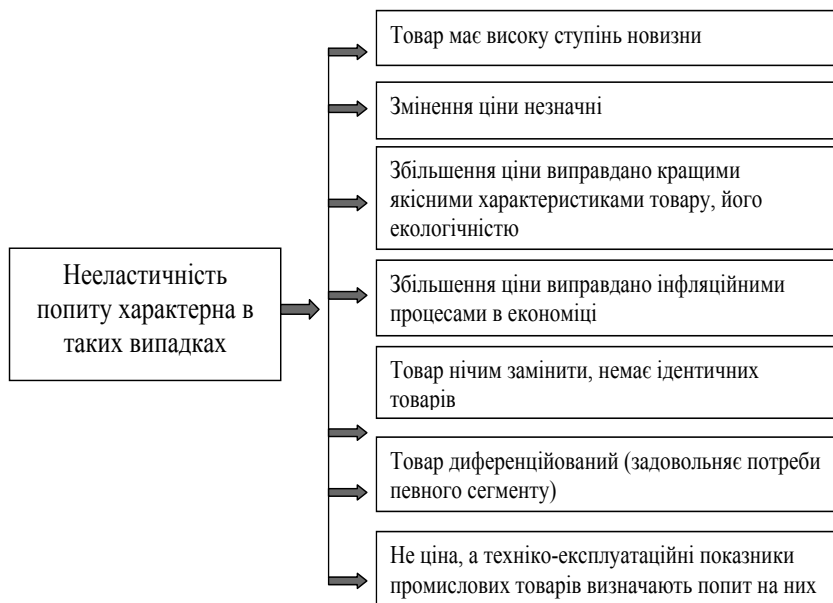 Товар має високу ступінь новизни
Змінення ціни незначні
Збільшення ціни виправдано кращими
якісними характеристиками товару, його
екологічністю
Нееластичність
попиту характерна в
таких випадках
Збільшення ціни виправдано інфляційними
процесами в економіці
Товар нічим замінити, немає ідентичних
товарів
Товар диференційований (задовольняє потреби
певного сегменту)
Не ціна, а техніко-експлуатаційні показники
промислових товарів визначають попит на них